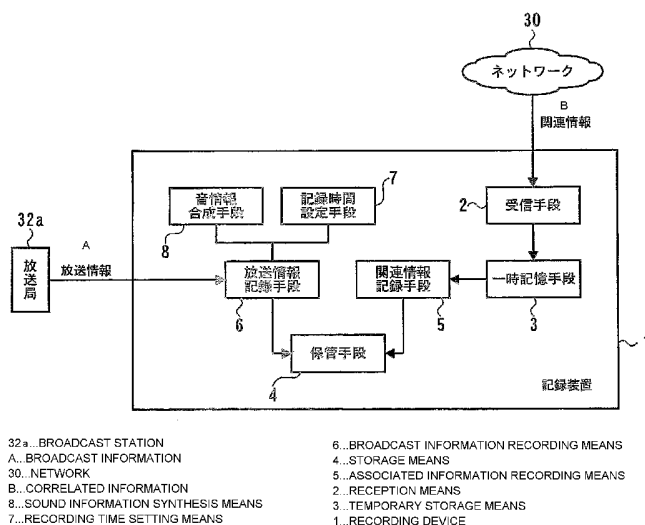 30
ネットワーク
B
関連情報
7
音情報
合成手段
記録時間
設定手段
8
2
受信手段
32a
放送局
A
放送情報
放送情報
記録手段
6
関連情報
記録手段
5
一時記憶手段
3
保管手段
4
記録装置
32a...BROADCAST STATION
A...BROADCAST INFORMATION
30...NETWORK
B...CORRELATED INFORMATION
8...SOUND INFORMATION SYNTHESIS MEANS
7...RECORDING TIME SETTING MEANS
6...BROADCAST INFORMATION RECORDING MEANS
4...STORAGE MEANS
5...ASSOCIATED INFORMATION RECORDING MEANS
2...RECEPTION MEANS
3...TEMPORARY STORAGE MEANS
1...RECORDING DEVICE